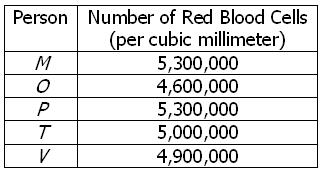 Person Number of Red Blood Cells
(per cubic millimeter)
M 5,300,000
O 4,600,000
P 5,300,000
T 5,000,000
V 4,900,000